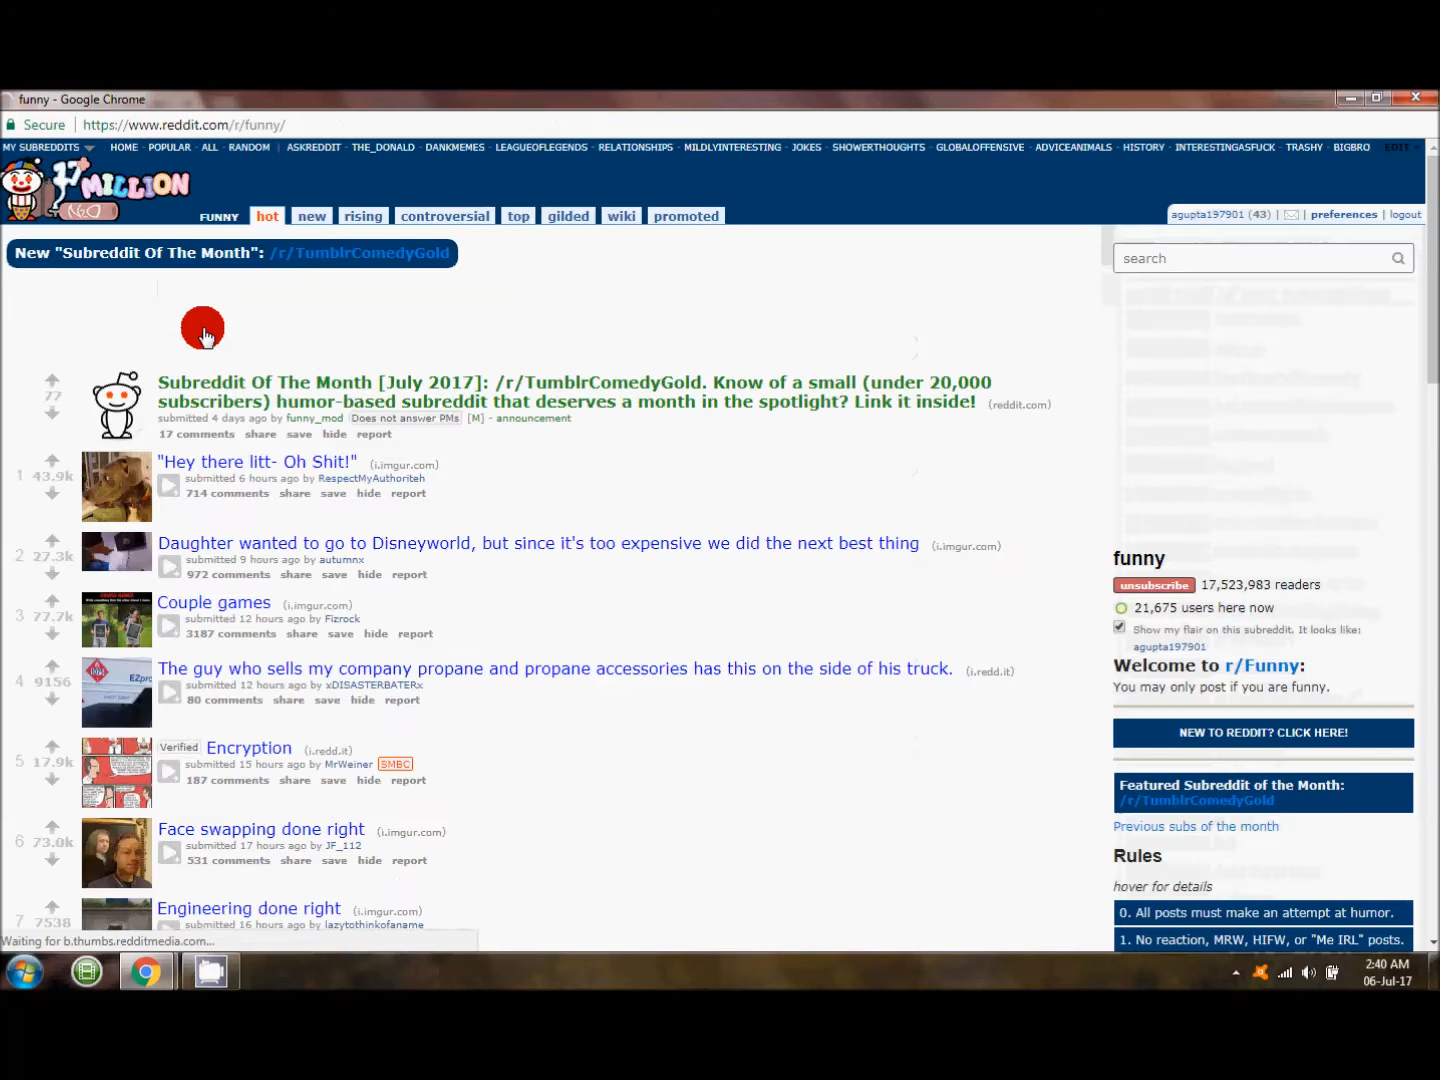 funny - Google Chrome
Secure https://www.reddit.com/r/funny/
MY SUBREDDITS HOME - POPULAR - ALL - RANDOM | ASKREDDIT - THE_DONALD - DANKMEMES - LEAGUEOFLEGENDS - RELATIONSHIPS - MILDLYINTERESTING - JOKES - SHOWERTHOUGHTS - GLOBALOFFENSIVE - ADVICEANIMALS - HISTORY - INTERESTINGASFUCK - TRASHY - BIGBRO EDIT
17 MILLION
NEO
FUNNY hot new rising controversial top gilded wiki promoted
agupta197901 (43) | | preferences | logout
New "Subreddit Of The Month": /r/TumblrComedyGold
search
77
Subreddit Of The Month [July 2017]: /r/TumblrComedyGold. Know of a small (under 20,000
subscribers) humor-based subreddit that deserves a month in the spotlight? Link it inside! (reddit.com)
submitted 4 days ago by funny_mod Does not answer PMs [M] - announcement
17 comments share save hide report
1 43.9k
"Hey there litt- Oh Shit!" (i.imgur.com)
submitted 6 hours ago by RespectMyAuthoriteh
714 comments share save hide report
2 27.3k
Daughter wanted to go to Disneyworld, but since it's too expensive we did the next best thing (i.imgur.com)
submitted 9 hours ago by autumnx
972 comments share save hide report
3 77.7k
Couple games (i.imgur.com)
submitted 12 hours ago by Fizrock
3187 comments share save hide report
4 9156
EZpro
The guy who sells my company propane and propane accessories has this on the side of his truck. (i.redd.it)
submitted 12 hours ago by xDISASTERBATERx
80 comments share save hide report
5 17.9k
Verified Encryption (i.redd.it)
submitted 15 hours ago by MrWeiner SMBC
187 comments share save hide report
6 73.0k
Face swapping done right (i.imgur.com)
submitted 17 hours ago by JF_112
531 comments share save hide report
7 7538
Engineering done right (i.imgur.com)
submitted 16 hours ago by lazytothinkofaname
Waiting for b.thumbs.redditmedia.com...
funny
unsubscribe 17,523,983 readers
21,675 users here now
Show my flair on this subreddit. It looks like:
agupta197901
Welcome to r/Funny:
You may only post if you are funny.
NEW TO REDDIT? CLICK HERE!
Featured Subreddit of the Month:
/r/TumblrComedyGold
Previous subs of the month
Rules
hover for details
0. All posts must make an attempt at humor.
1. No reaction, MRW, HIFW, or "Me IRL" posts.
2:40 AM
06-Jul-17